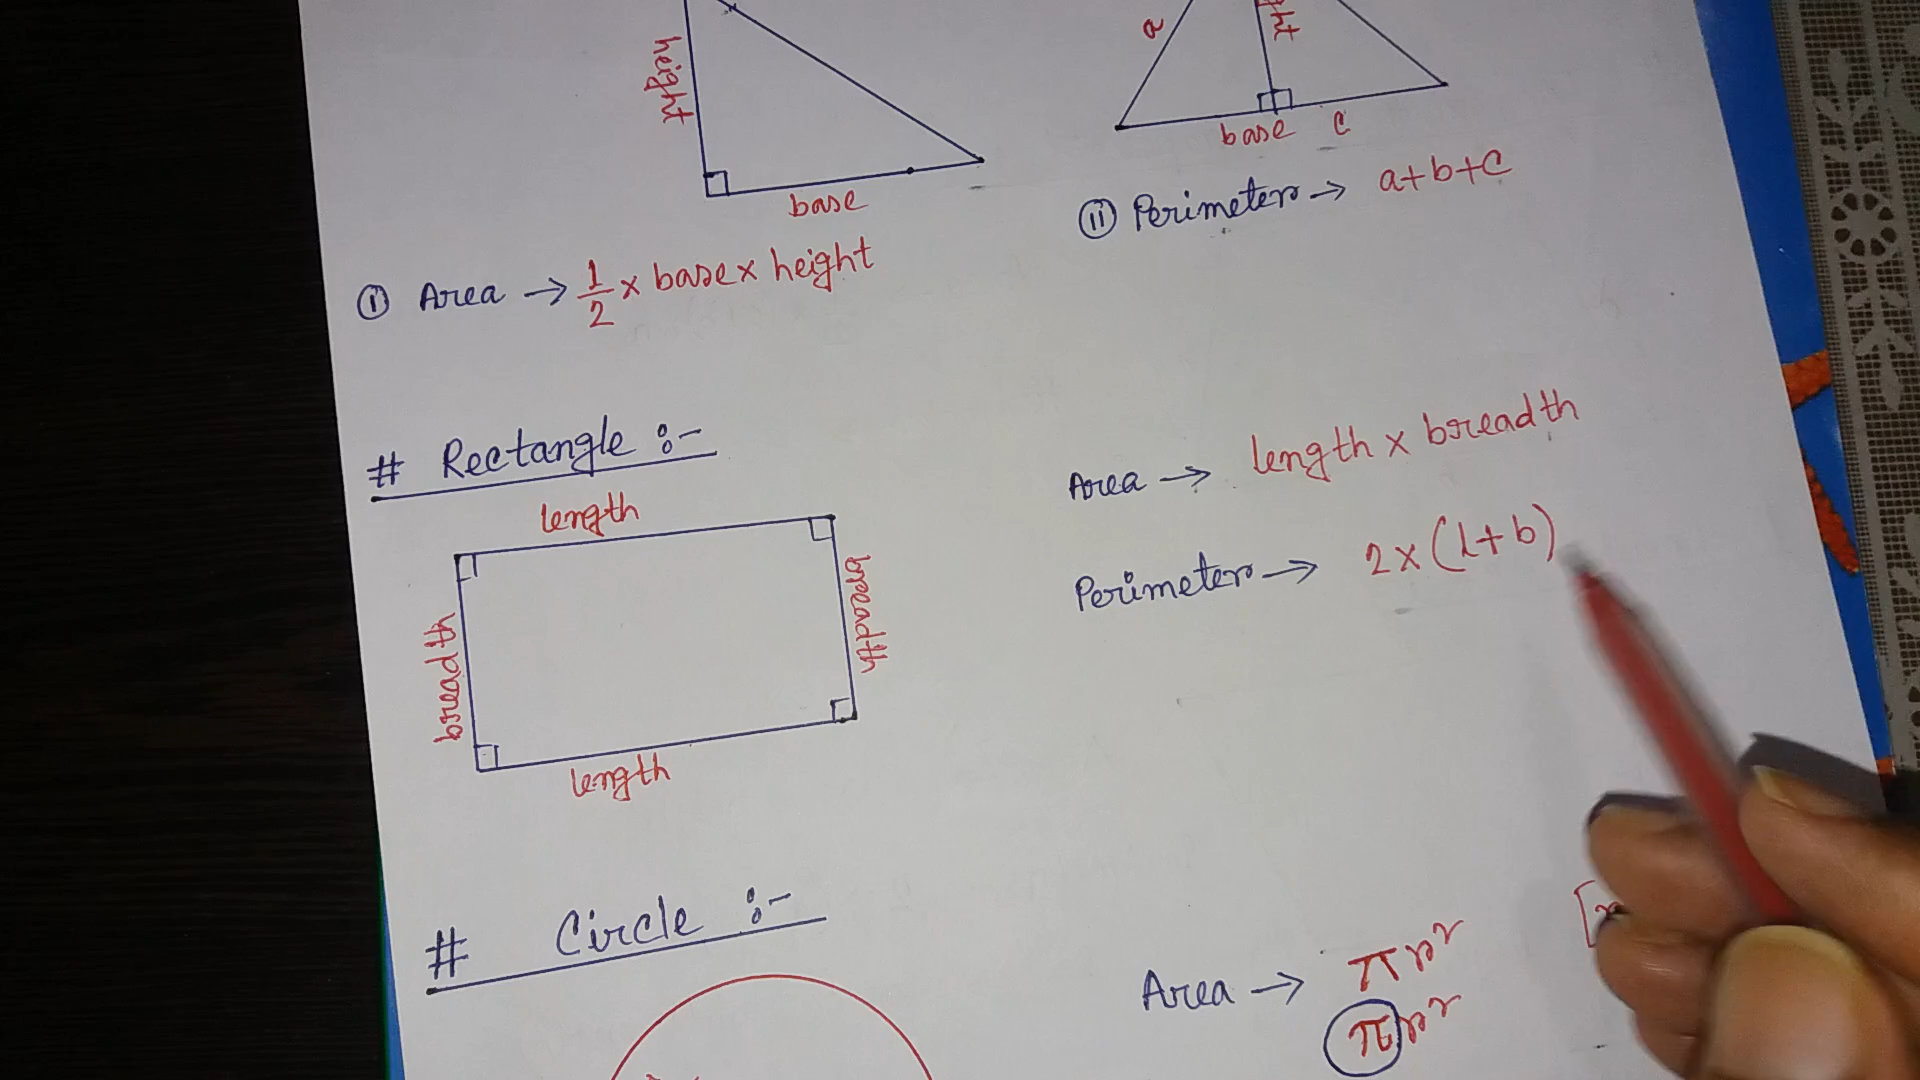 height
a
base
base c
ii Perimeter → a+b+c
i Area → 1/2 × base × height
# Rectangle :-
length
breadth
breadth
length
Area → length × breadth
Perimeter → 2×(l+b)
# Circle :-
Area → πr²
πr²